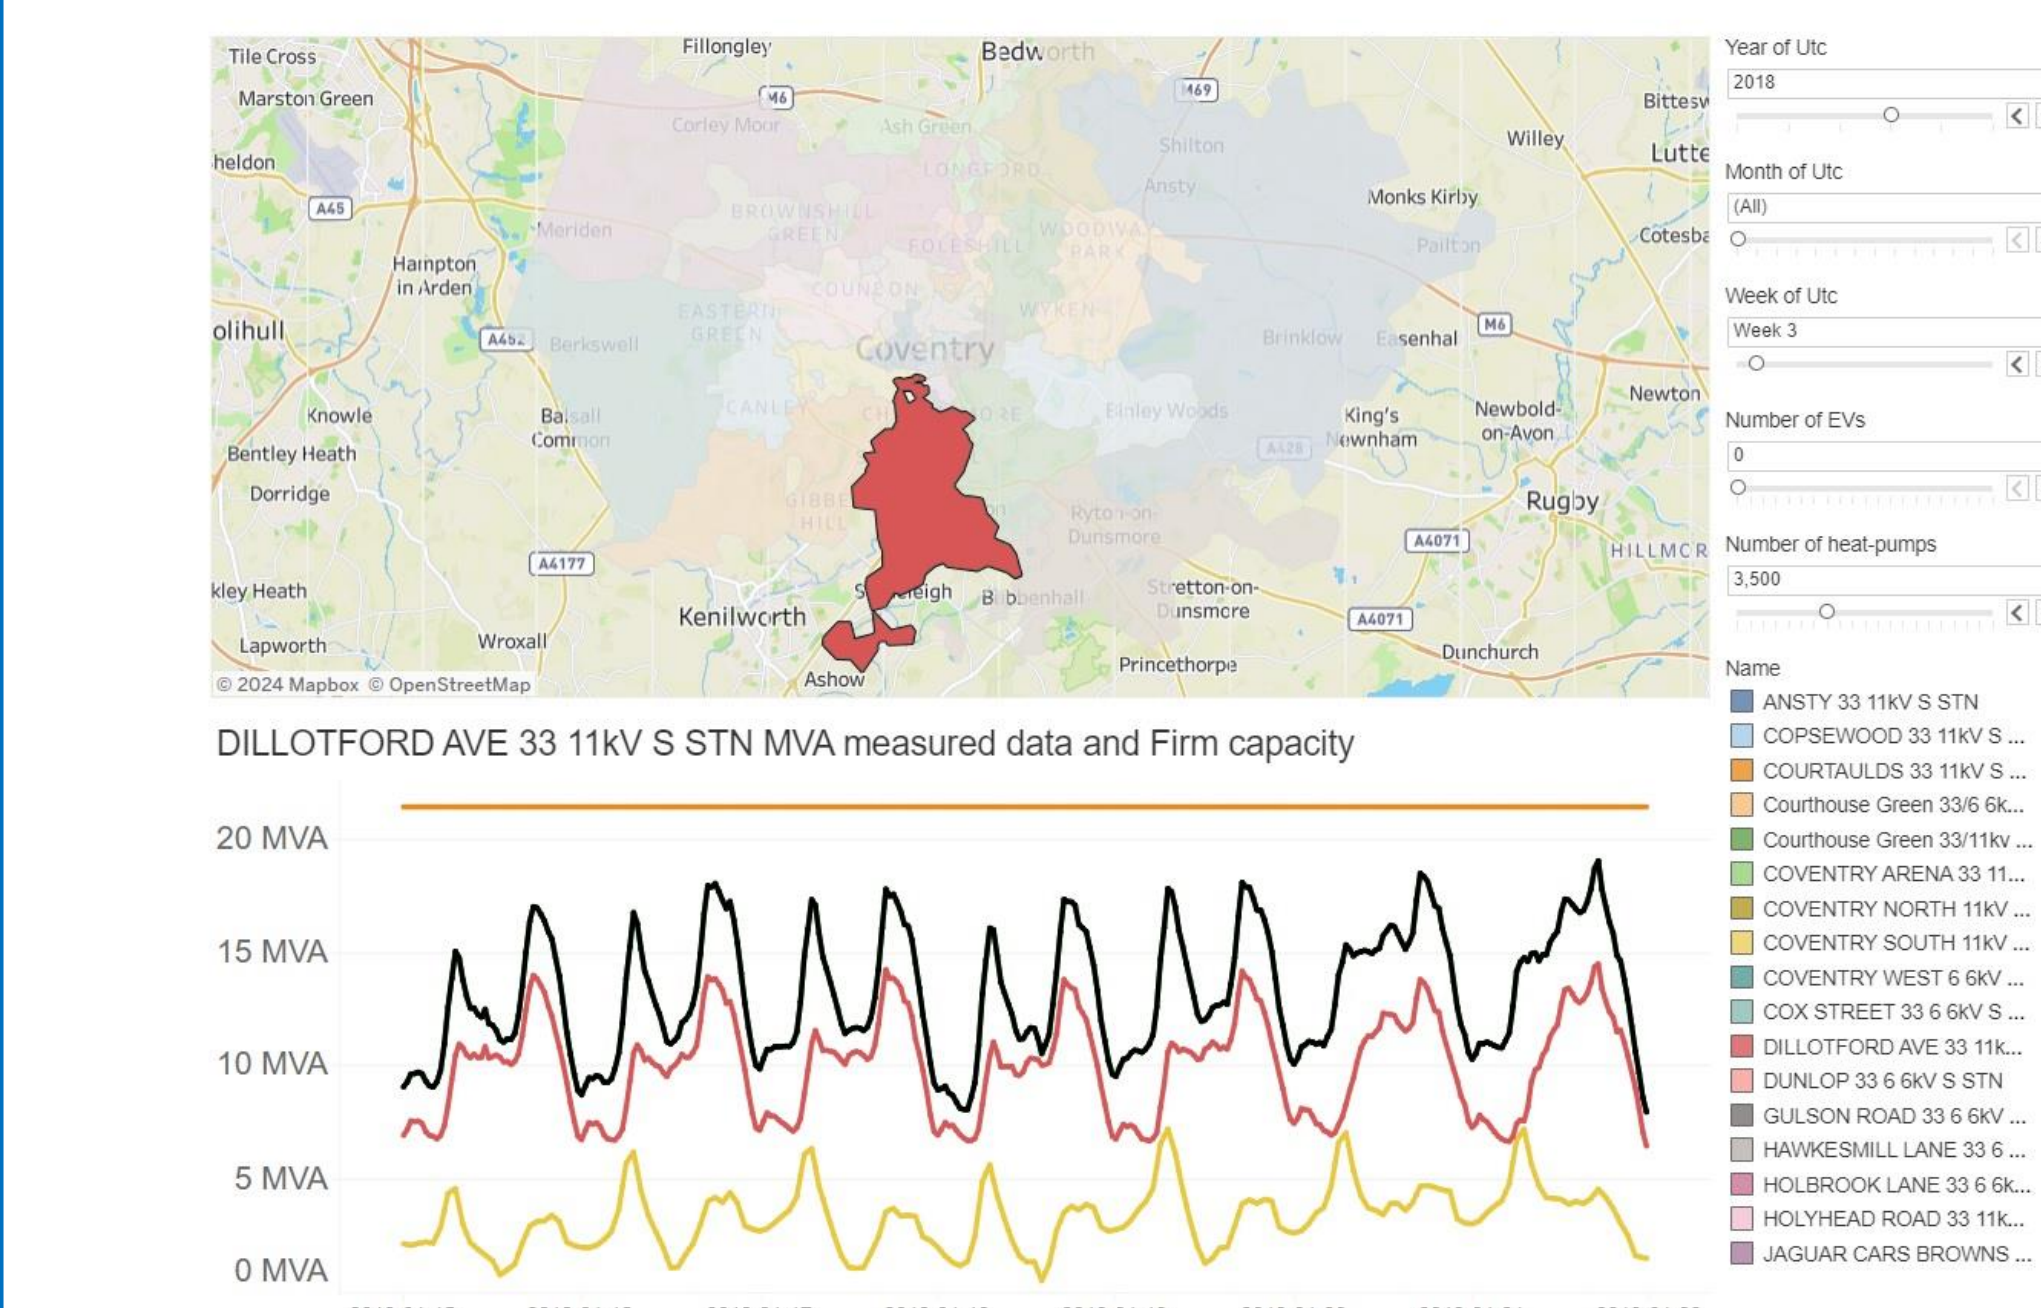 Tile Cross
Fillongley
Bedworth
Marston Green
M6
M69
Corley Moor
Ash Green
Willey
Shilton
LONGFORD
Ansty
Monks Kirby
A45
BROWNSHILL
GREEN
Meriden
FOLESHILL
WOODWAY
PARK
Pailton
Hampton
in Arden
COUNDON
EASTERN
GREEN
WYKEN
olihull
Berkswell
Coventry
Brinklow
Easenhal
M6
Newton
Knowle
Balsall
Common
CANLEY
Binley Woods
King's
Newnham
Newbold-
on-Avon
A428
Bentley Heath
Dorridge
Ryton-on-
Dunsmore
Rugby
A4177
A4071
kley Heath
Kenilworth
Stretton-on-
Dunsmore
A4071
Lapworth
Wroxall
Ashow
Princethorpe
Dunchurch
© 2024 Mapbox © OpenStreetMap
Year of Utc
2018
Month of Utc
(All)
Week of Utc
Week 3
Number of EVs
0
Number of heat-pumps
3,500
Name
ANSTY 33 11kV S STN
COPSEWOOD 33 11kV S ...
COURTAULDS 33 11kV S ...
Courthouse Green 33/6 6k...
Courthouse Green 33/11kv ...
COVENTRY ARENA 33 11...
COVENTRY NORTH 11kV ...
COVENTRY SOUTH 11kV ...
COVENTRY WEST 6 6kV ...
COX STREET 33 6 6kV S ...
DILLOTFORD AVE 33 11k...
DUNLOP 33 6 6kV S STN
GULSON ROAD 33 6 6kV ...
HAWKESMILL LANE 33 6 ...
HOLBROOK LANE 33 6 6k...
HOLYHEAD ROAD 33 11k...
JAGUAR CARS BROWNS ...
DILLOTFORD AVE 33 11kV S STN MVA measured data and Firm capacity
20 MVA
15 MVA
10 MVA
5 MVA
0 MVA